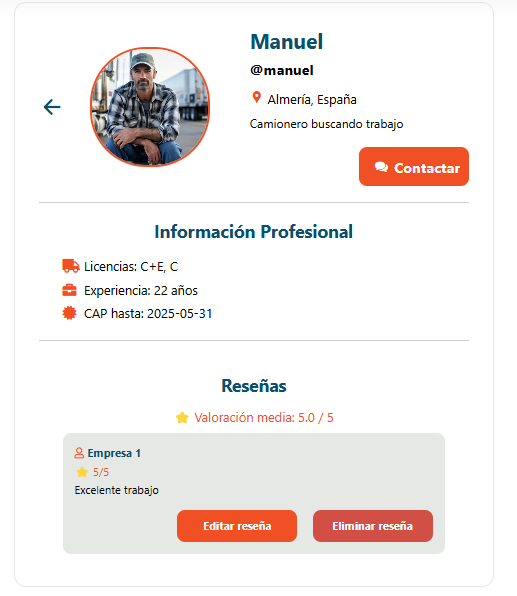 Manuel
@manuel
Almería, España
Camionero buscando trabajo
Contactar
Información Profesional
Licencias: C+E, C
Experiencia: 22 años
CAP hasta: 2025-05-31
Reseñas
Valoración media: 5.0 / 5
Empresa 1
5/5
Excelente trabajo
Editar reseña
Eliminar reseña